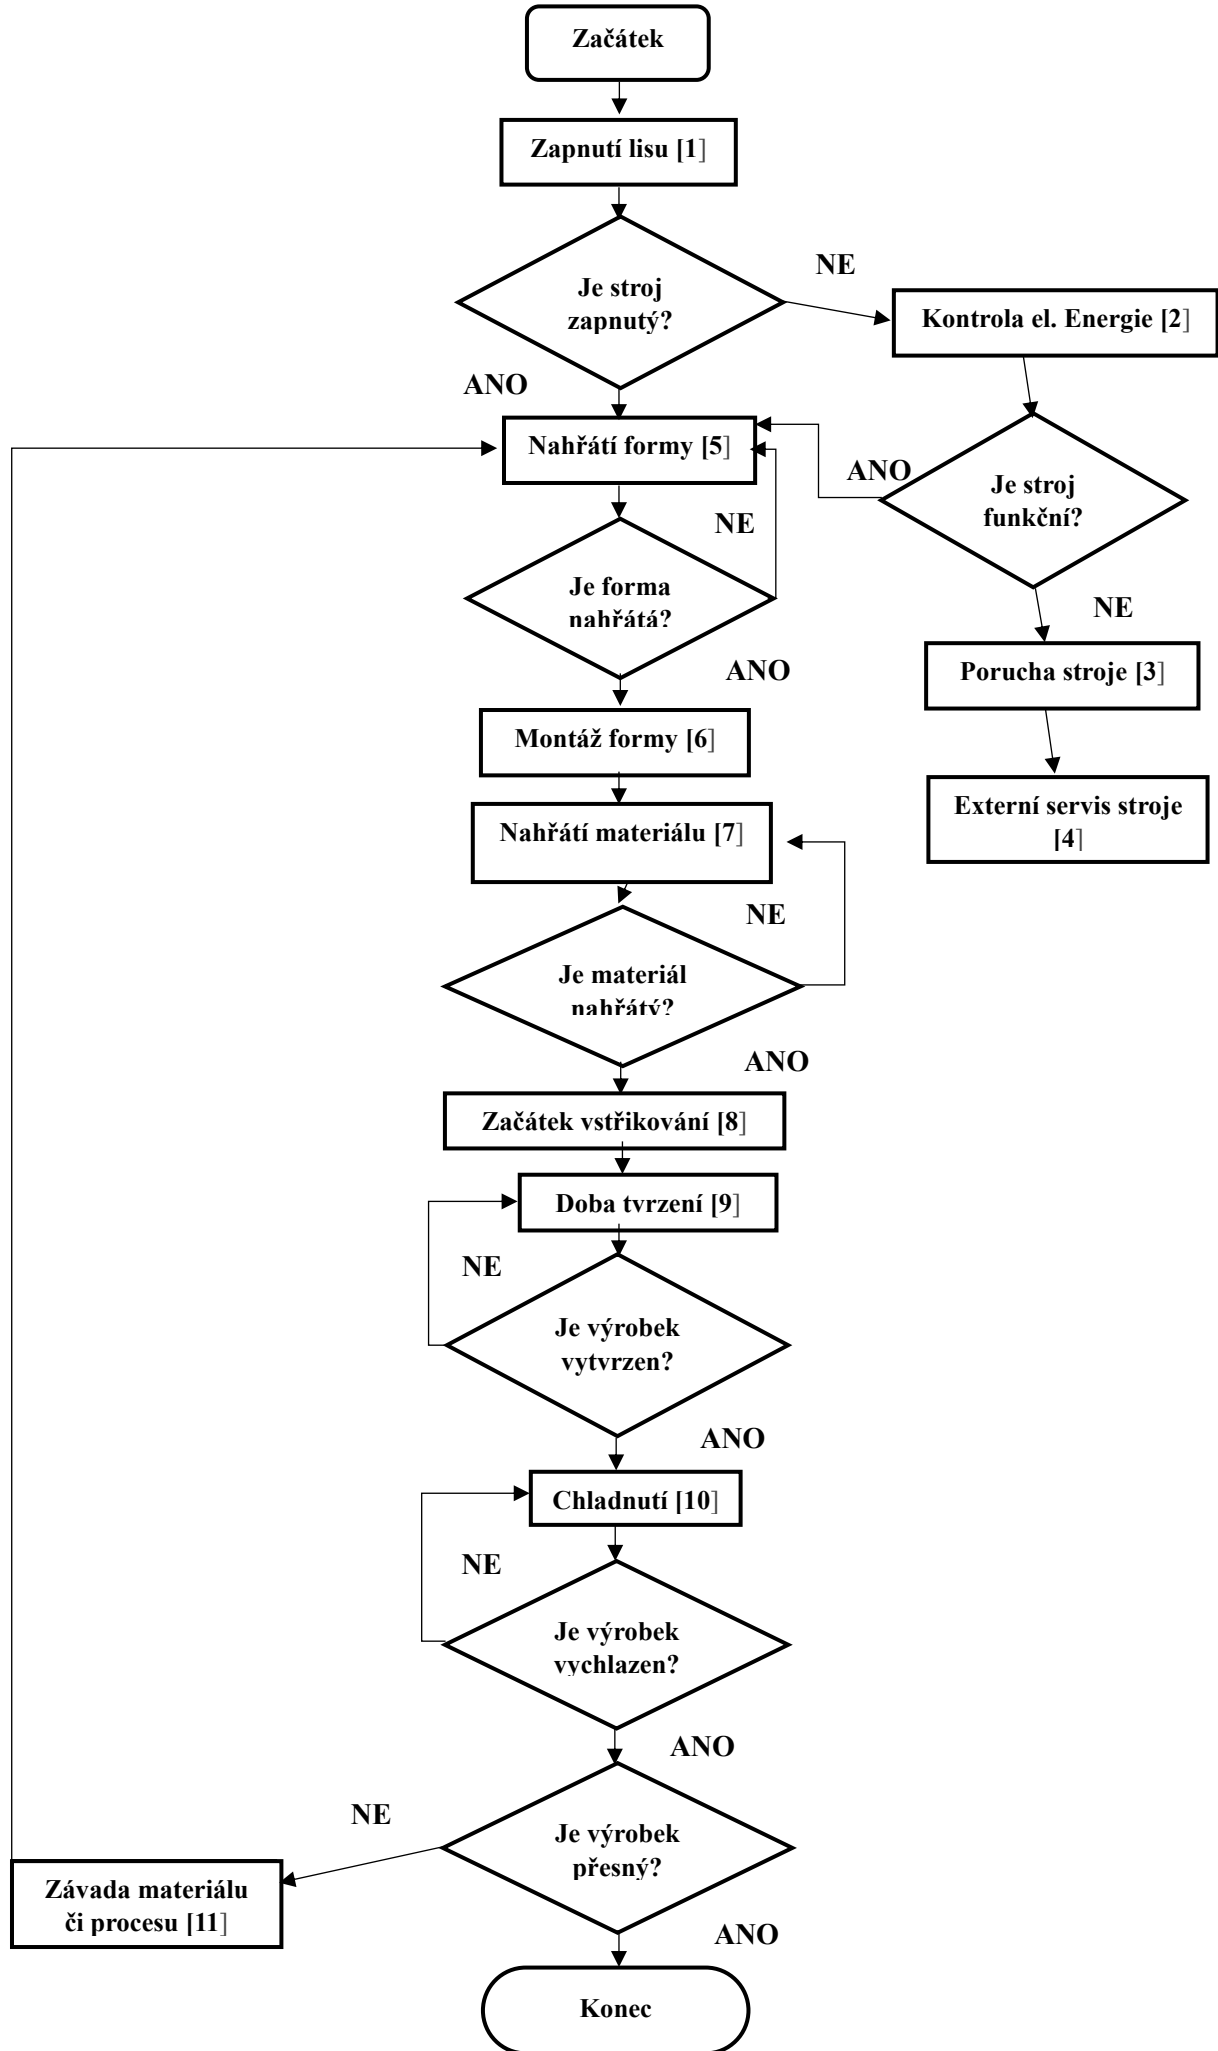 Začátek
Zapnutí lisu [1]
NE
Je stroj
zapnutý?
Kontrola el. Energie [2]
ANO
Nahřátí formy [5]
ANO
Je stroj
funkční?
NE
Je forma
nahřátá?
NE
ANO
Porucha stroje [3]
Montáž formy [6]
Externí servis stroje
[4]
Nahřátí materiálu [7]
NE
Je materiál
nahřátý?
ANO
Začátek vstřikování [8]
Doba tvrzení [9]
NE
Je výrobek
vytvrzen?
ANO
Chladnutí [10]
NE
Je výrobek
vychlazen?
ANO
NE
Je výrobek
přesný?
Závada materiálu
či procesu [11]
ANO
Konec